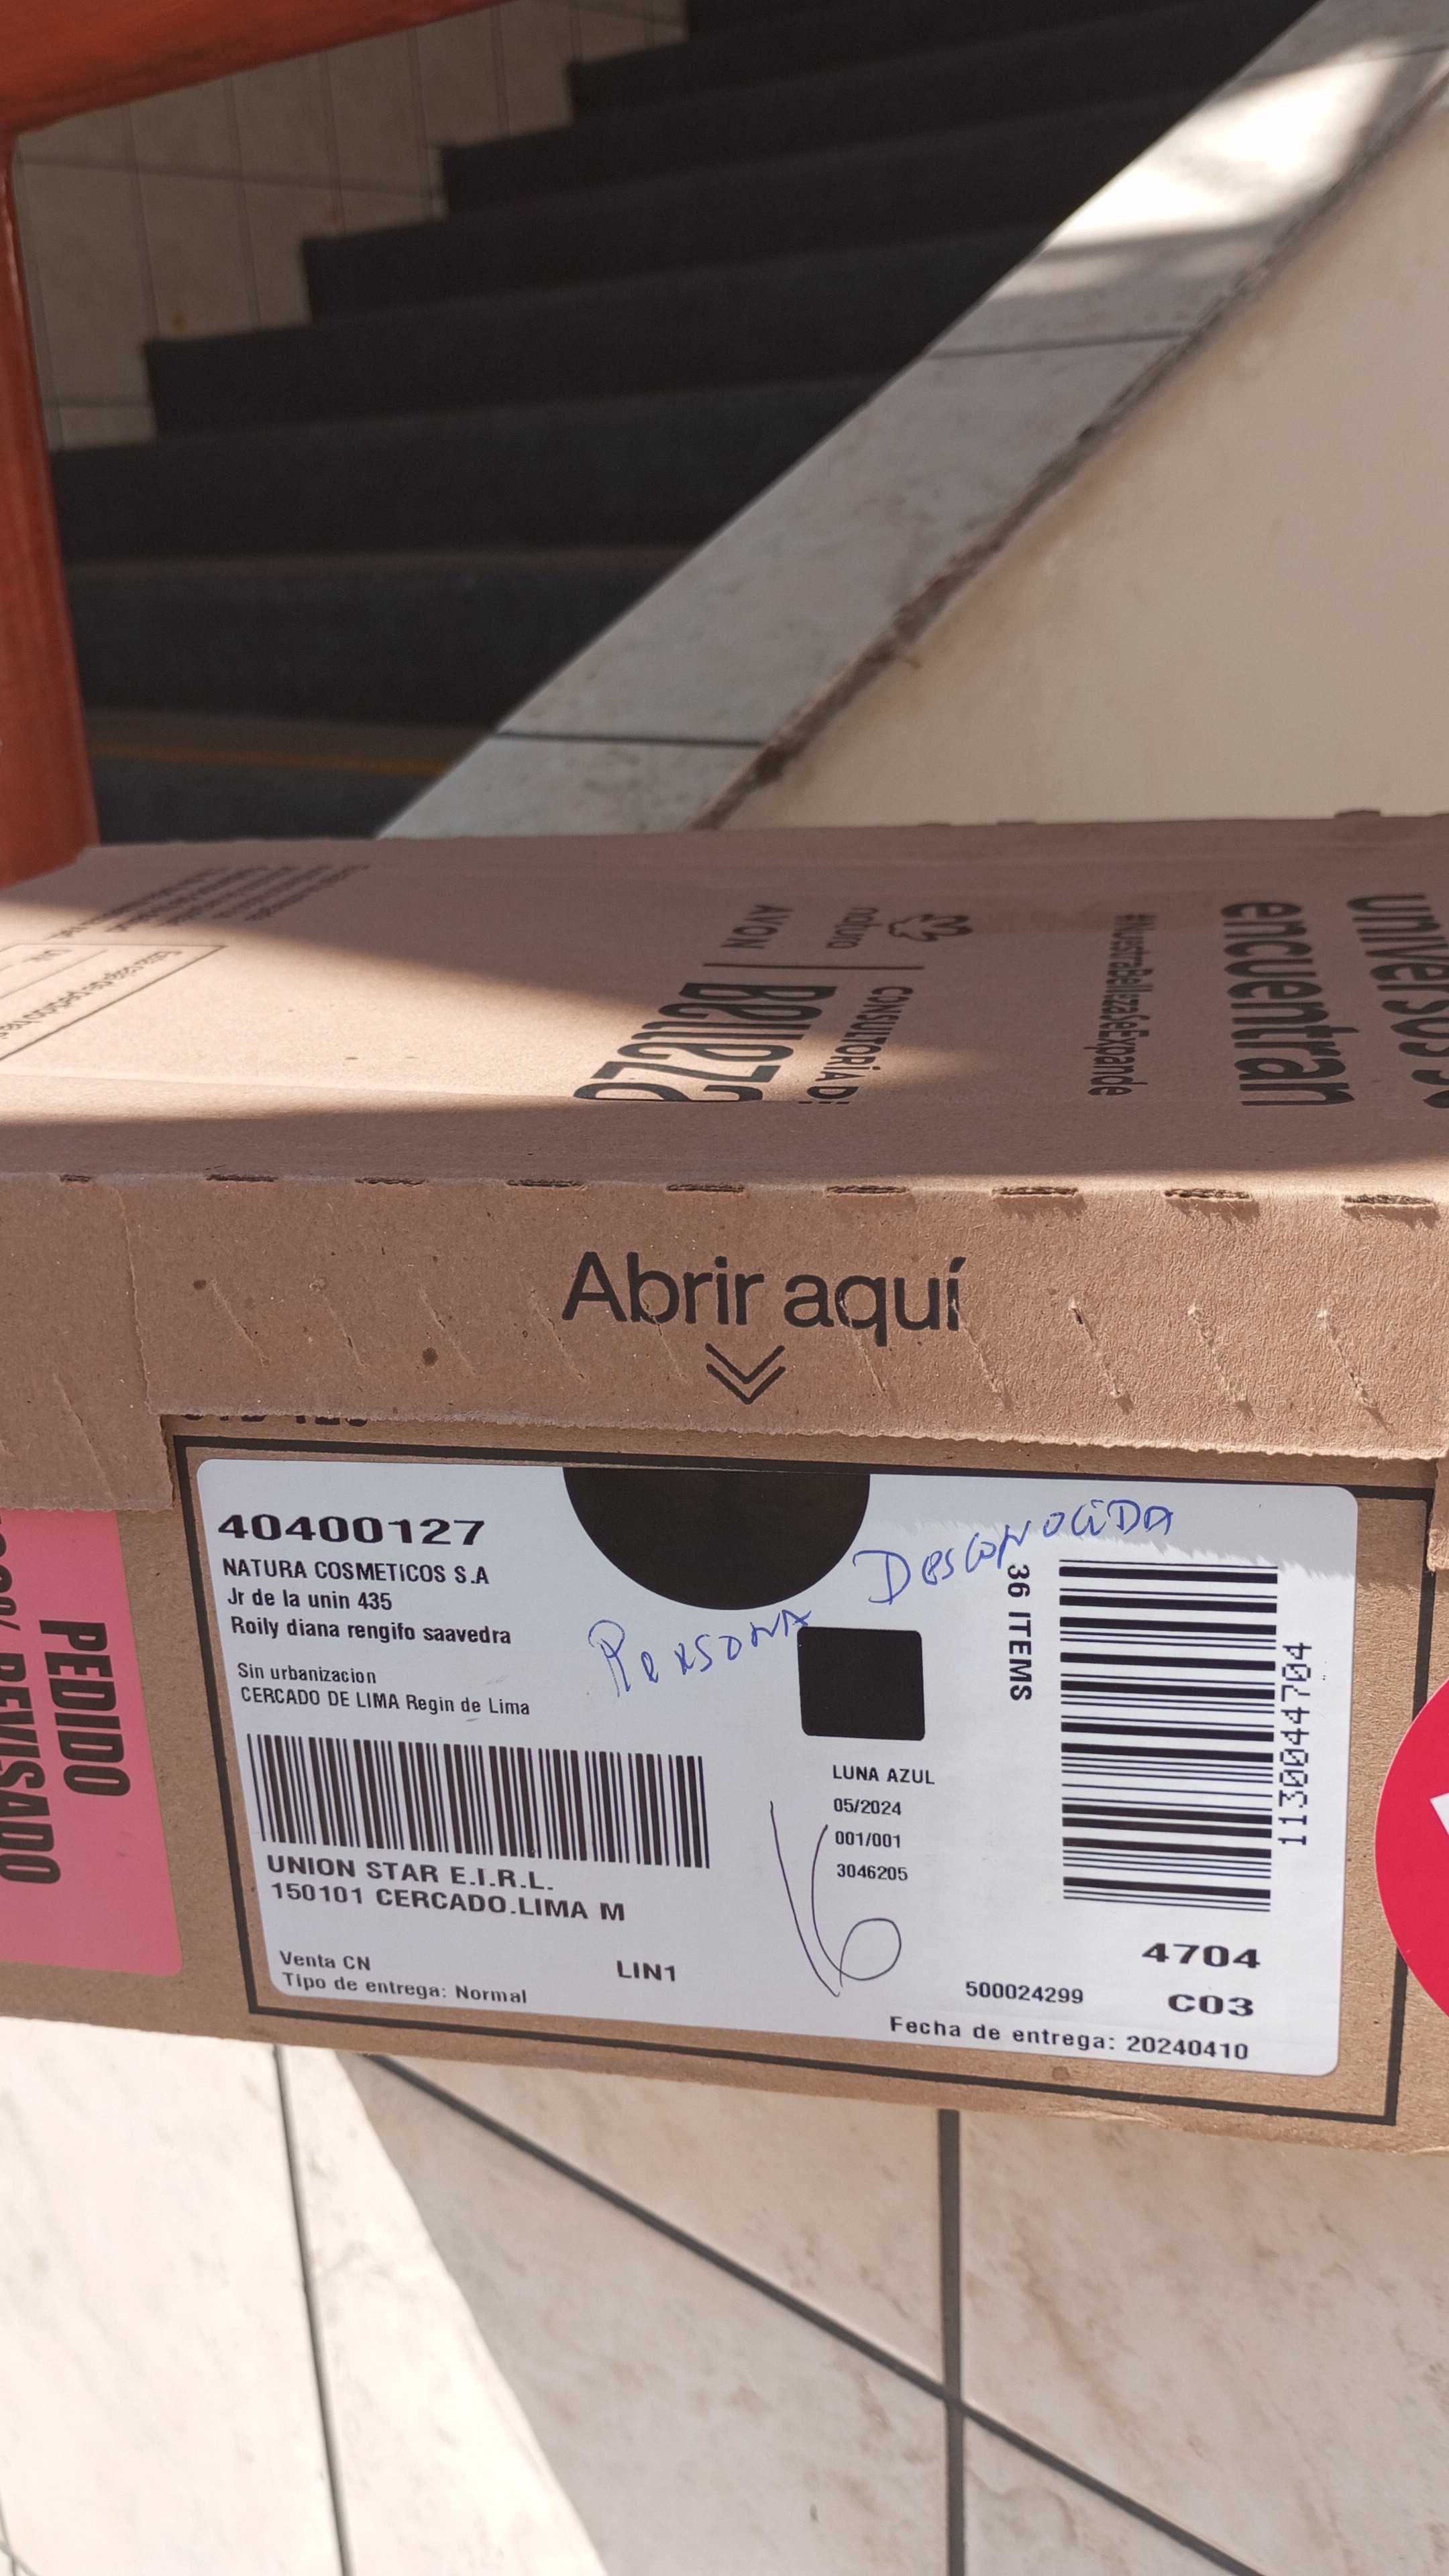 universos se
encuentran
#NuestraBellezaSeExpande
natura
AVON
CONSULTORÍA DE
Belleza
Abrir aquí
PEDIDO
REVISADO
40400127
NATURA COSMETICOS S.A
Jr de la unin 435
Roily diana rengifo saavedra
Sin urbanizacion
CERCADO DE LIMA Regin de Lima
Persona Desconocida
36 ITEMS
1130044704
UNION STAR E.I.R.L.
150101 CERCADO.LIMA M
LUNA AZUL
05/2024
001/001
3046205
Venta CN
Tipo de entrega: Normal
LIN1
4704
500024299
C03
Fecha de entrega: 20240410